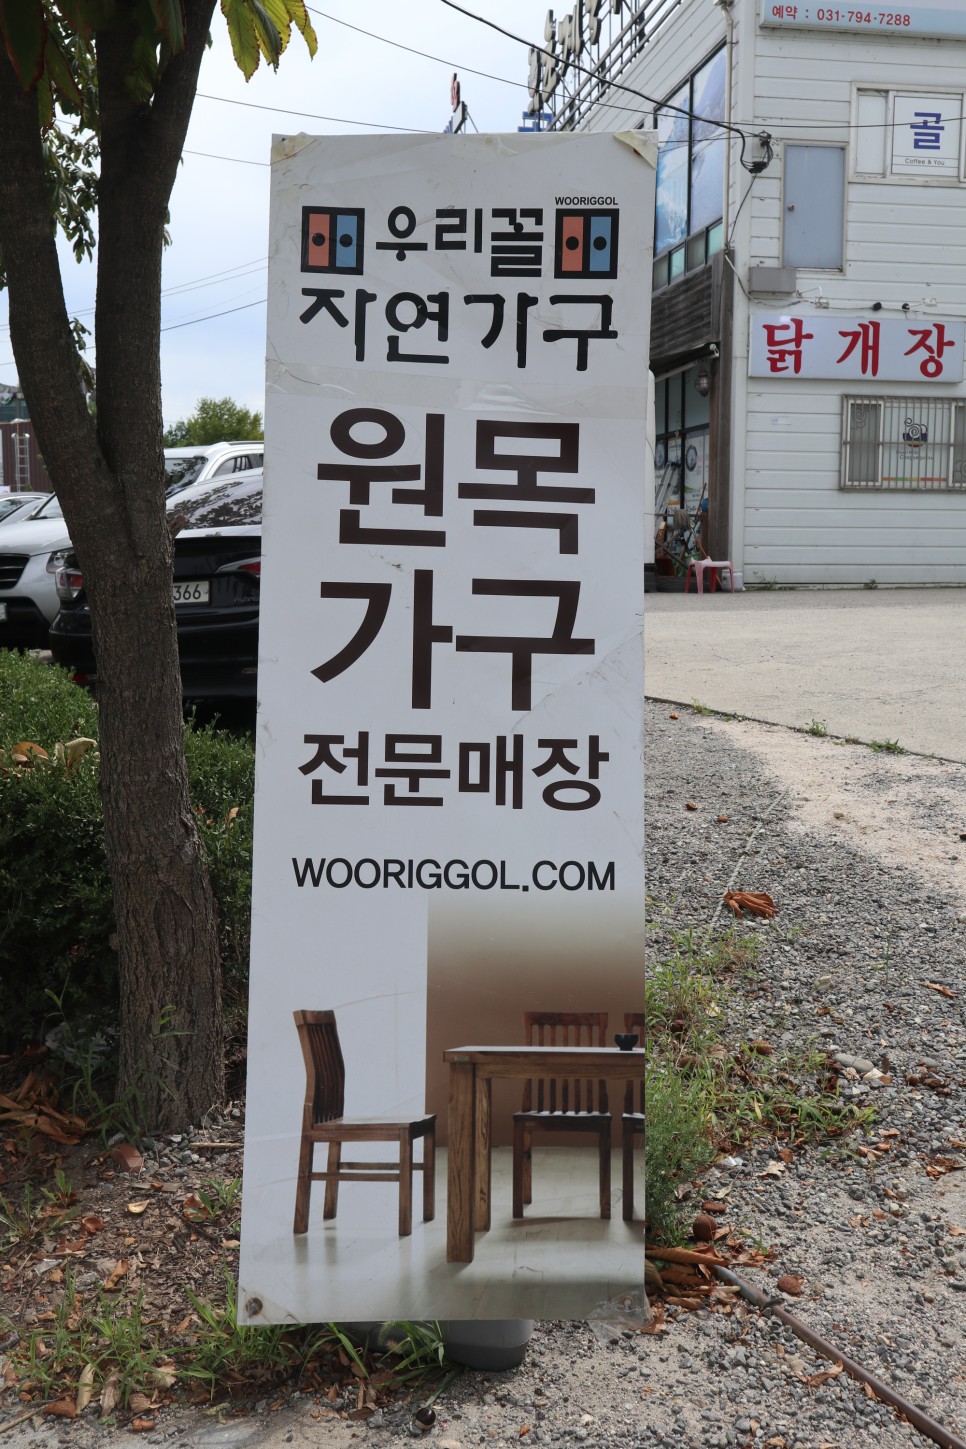 예약 : 031-794-7288
골
Coffee & You
닭개장
366
WOORIGGOL
우리꼴
자연가구
원목
가구
전문매장
WOORIGGOL.COM